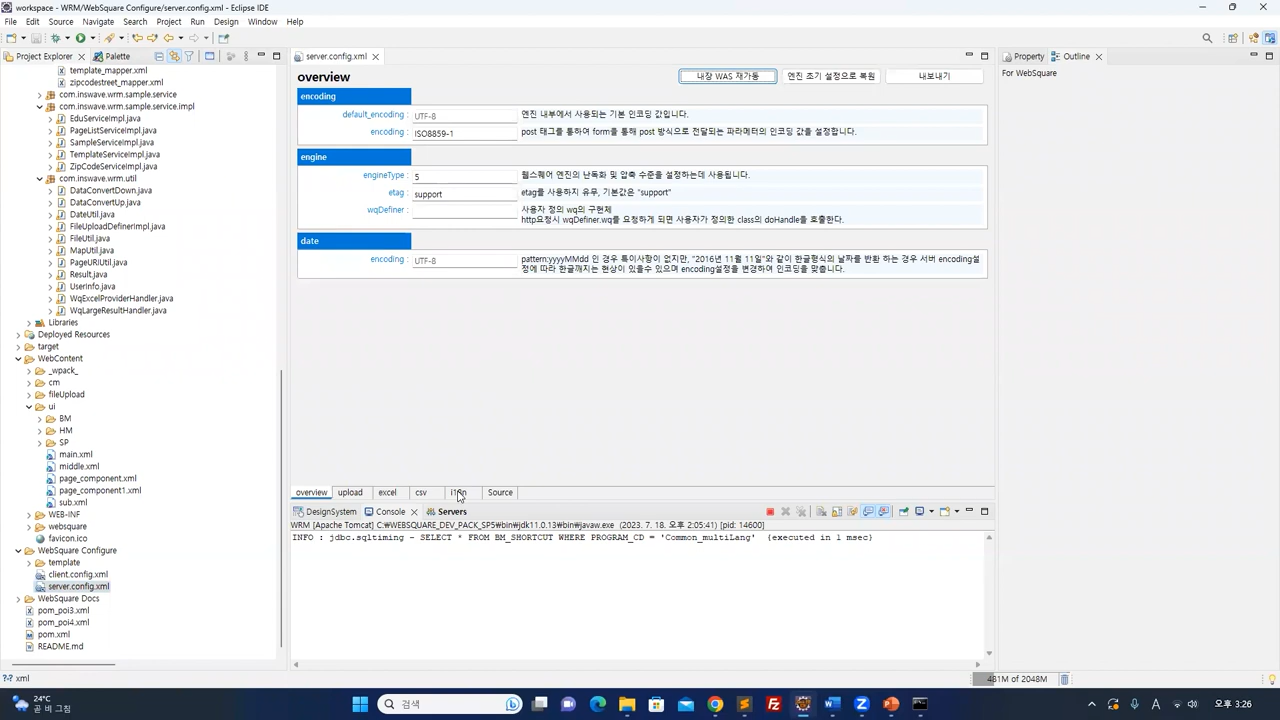 workspace - WRM/WebSquare Configure/server.config.xml - Eclipse IDE
File Edit Source Navigate Search Project Run Design Window Help
Project Explorer Palette
template_mapper.xml
zipcodestreet_mapper.xml
com.inswave.wrm.sample.service
com.inswave.wrm.sample.service.impl
EduServiceImpl.java
PageListServiceImpl.java
SampleServiceImpl.java
TemplateServiceImpl.java
ZipCodeServiceImpl.java
com.inswave.wrm.util
DataConvertDown.java
DataConvertUp.java
DateUtil.java
FileUploadDefinerImpl.java
FileUtil.java
MapUtil.java
PageURIUtil.java
Result.java
UserInfo.java
WqExcelProviderHandler.java
WqLargeResultHandler.java
Libraries
Deployed Resources
target
WebContent
_wpack_
cm
fileUpload
ui
BM
HM
SP
main.xml
middle.xml
page_component.xml
page_component1.xml
sub.xml
WEB-INF
websquare
favicon.ico
WebSquare Configure
template
client.config.xml
server.config.xml
WebSquare Docs
pom_poi3.xml
pom_poi4.xml
pom.xml
README.md
server.config.xml
overview
내장 WAS 재가동 엔진 초기 설정으로 복원 내보내기
encoding
default_encoding : UTF-8 엔진 내부에서 사용되는 기본 인코딩 값입니다.
encoding : ISO8859-1 post 태그를 통하여 form을 통해 post 방식으로 전달되는 파라메터의 인코딩 값을 설정합니다.
engine
engineType : 5 웹스퀘어 엔진의 난독화 및 압축 수준을 설정하는데 사용됩니다.
etag : support etag를 사용하지 유무, 기본값은 "support"
wqDefiner : 사용자 정의 wq의 구현체
http요청시 wqDefiner.wq를 요청하게 되면 사용자가 정의한 class의 doHandle를 호출한다.
date
encoding : UTF-8 pattern:yyyyMMdd 인 경우 특이사항이 없지만, "2016년 11월 11일"와 같이 한글형식의 날짜를 반환 하는 경우 서버 encoding설
정에 따라 한글깨지는 현상이 있을수 있으며 encoding설정을 변경하여 인코딩을 맞춥니다.
overview upload excel csv i18n Source
DesignSystem Console Servers
WRM [Apache Tomcat] C:₩WEBSQUARE_DEV_PACK_SP5₩bin₩jdk11.0.13₩bin₩javaw.exe (2023. 7. 18. 오후 2:05:41) [pid: 14600]
INFO : jdbc.sqltiming - SELECT * FROM BM_SHORTCUT WHERE PROGRAM_CD = 'Common_multiLang' {executed in 1 msec}
Property Outline
For WebSquare
xml
481M of 2048M
24°C
곧 비 그침
검색
A
오후 3:26